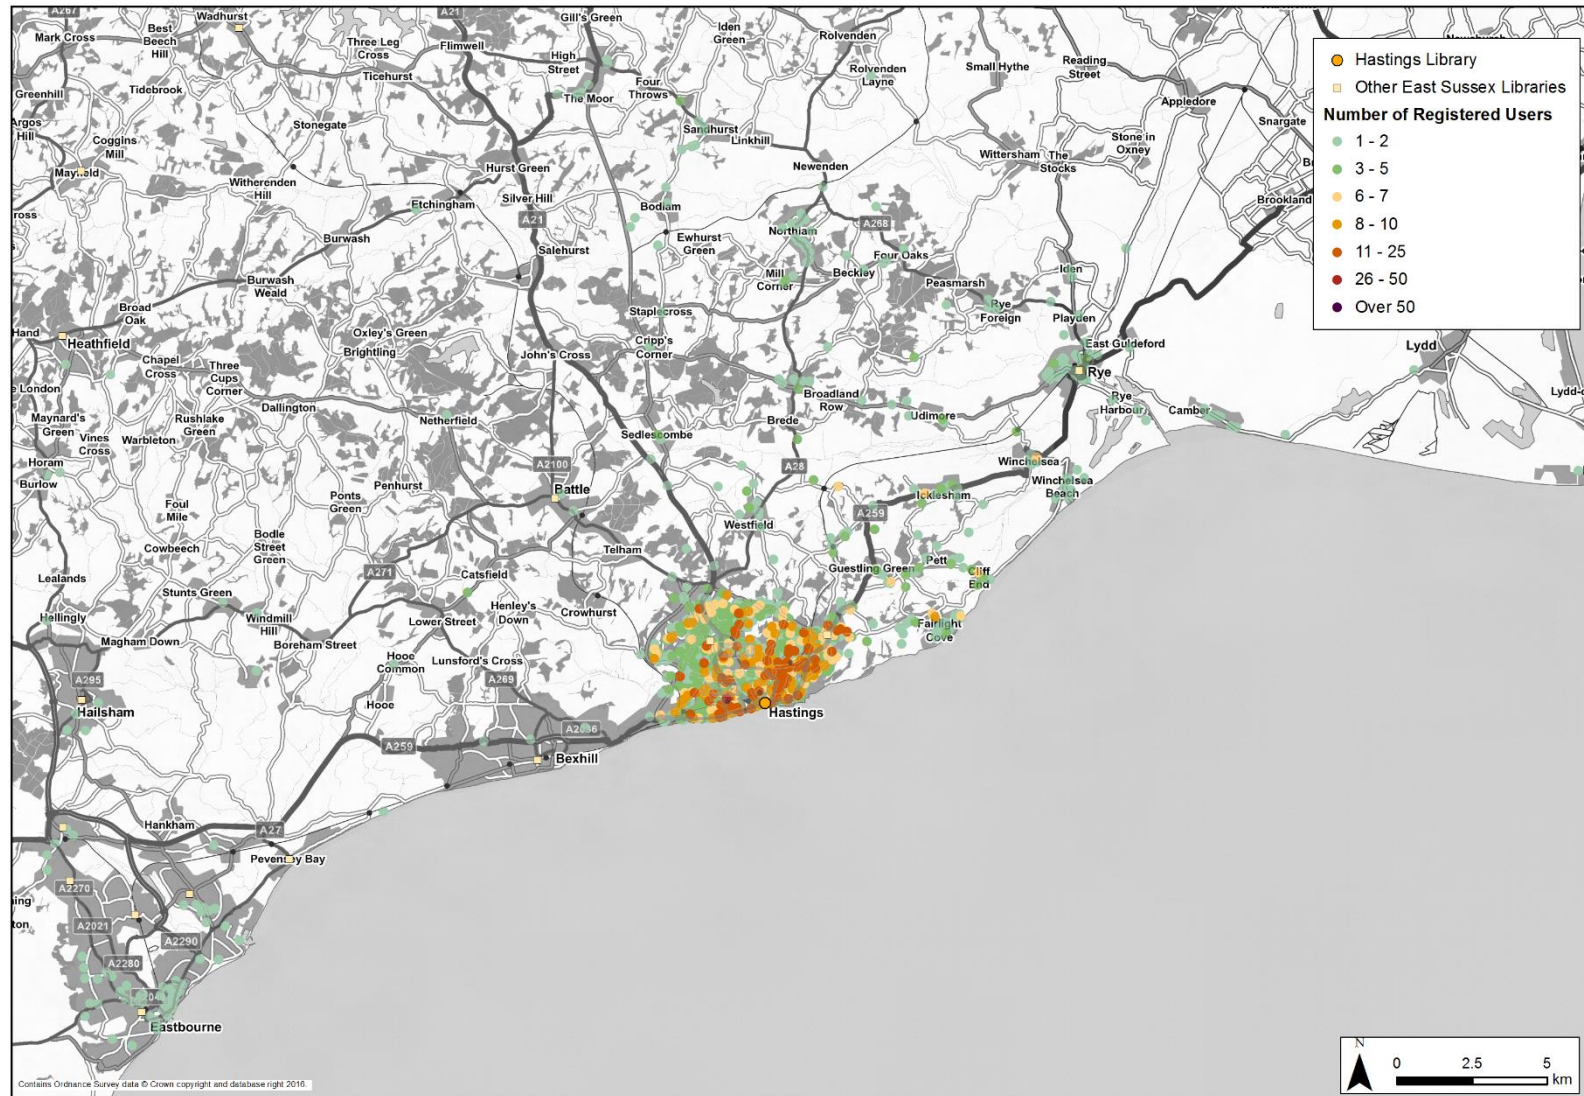 A267
Wadhurst
A21
Gill's Green
Iden
Green
Rolvenden
Mark Cross
Best
Beech
Hill
Three Leg
Cross
Flimwell
High
Street
Small Hythe
Reading
Street
Ticehurst
Four
Throws
Rolvenden
Layne
Greenhill
Tidebrook
The Moor
Appledore
Argos
Hill
Coggins
Mill
Stonegate
Sandhurst
Linkhill
Stone in
Oxney
Snargate
Mayfield
Witherenden
Hill
Hurst Green
Newenden
Wittersham
The
Stocks
Silver Hill
Brookland
Etchingham
Bodiam
A21
A268
Burwash
Salehurst
Ewhurst
Green
Northiam
Four Oaks
Burwash
Weald
Mill
Corner
Beckley
Iden
Peasmarsh
Broad
Oak
Staplecross
Rye
Foreign
Playden
Hand
Heathfield
Oxley's Green
Brightling
Cripp's
Corner
East Guldeford
Lydd
Chapel
Cross
Three
Cups
Corner
John's Cross
Rye
Broadland
Row
Rye
Harbour
Camber
Maynard's
Green
Rushlake
Green
Dallington
Netherfield
Brede
Udimore
Vines
Cross
Warbleton
Sedlescombe
Horam
A2100
A28
Winchelsea
Burlow
Penhurst
Battle
Winchelsea
Beach
Foul
Mile
Ponts
Green
Icklesham
A259
Westfield
Cowbeech
Bodle
Street
Green
Telham
Lealands
A271
Catsfield
Guestling Green
Pett
Cliff
End
Stunts Green
Henley's
Down
Crowhurst
Hellingly
Windmill
Hill
Lower Street
Fairlight
Cove
Magham Down
Boreham Street
Hooe
Common
Lunsford's Cross
A295
A269
Hailsham
Hooe
Hastings
A2036
A259
Bexhill
Hankham
A27
Pevensey Bay
A2270
A2021
A2290
A2280
Eastbourne
Hastings Library
Other East Sussex Libraries
Number of Registered Users
1 - 2
3 - 5
6 - 7
8 - 10
11 - 25
26 - 50
Over 50
N
0 2.5 5
km
Contains Ordnance Survey data © Crown copyright and database right 2016.